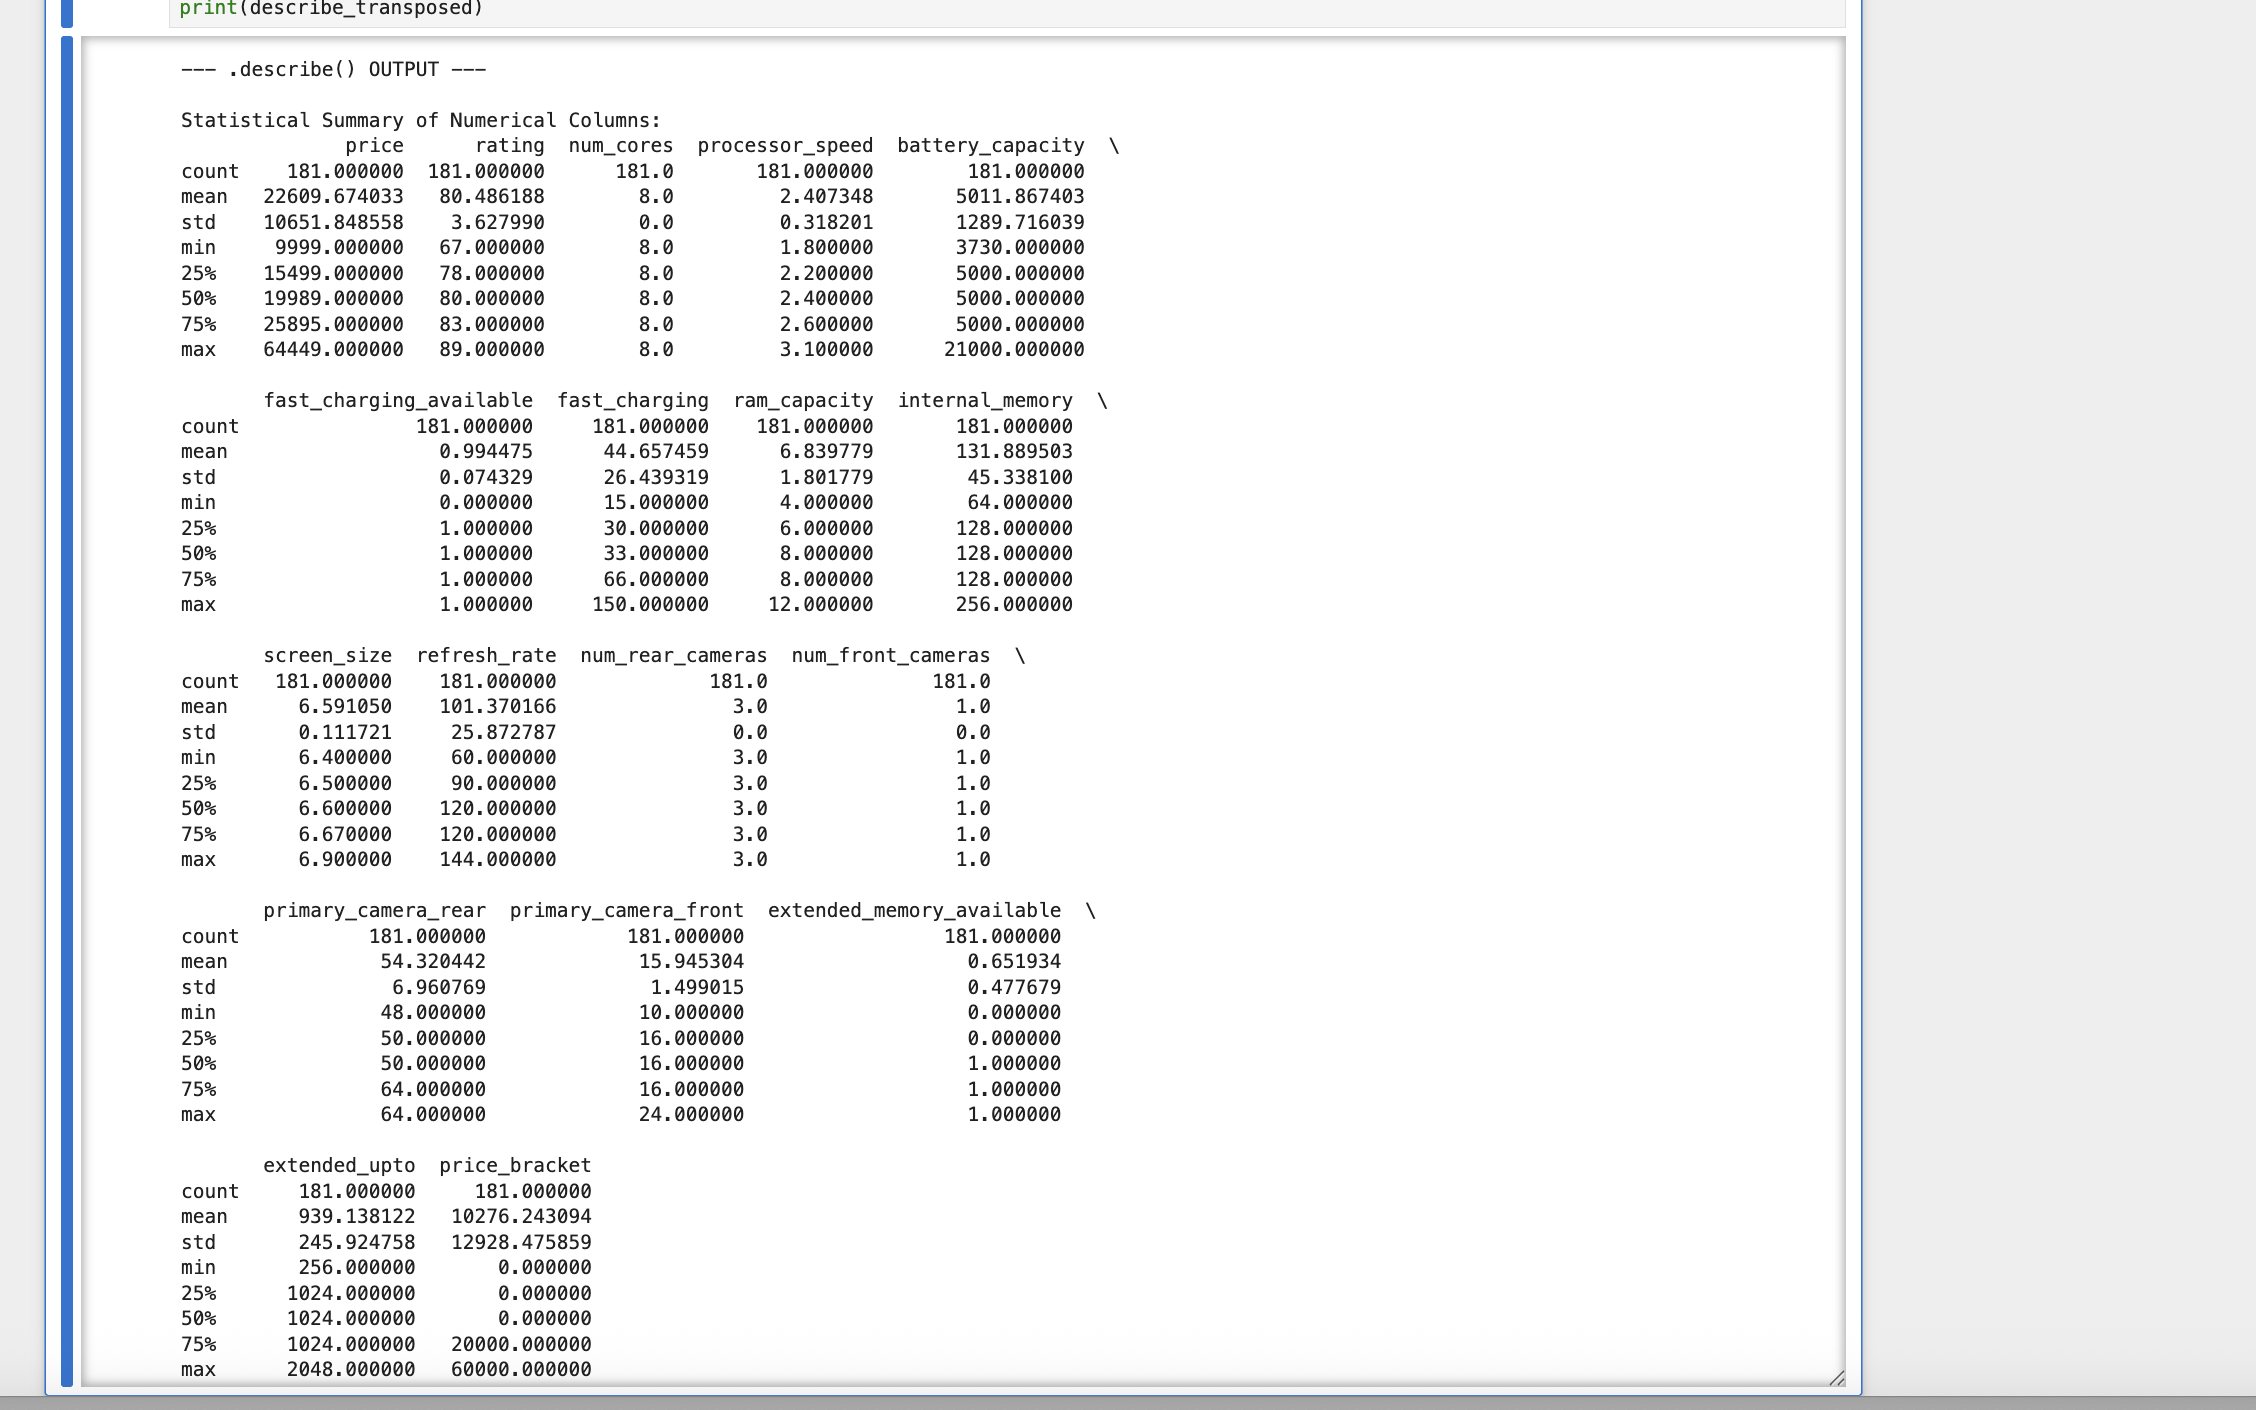 print(describe_transposed)
--- .describe() OUTPUT ---
Statistical Summary of Numerical Columns:
price rating num_cores processor_speed battery_capacity \
count 181.000000 181.000000 181.0 181.000000 181.000000
mean 22609.674033 80.486188 8.0 2.407348 5011.867403
std 10651.848558 3.627990 0.0 0.318201 1289.716039
min 9999.000000 67.000000 8.0 1.800000 3730.000000
25% 15499.000000 78.000000 8.0 2.200000 5000.000000
50% 19989.000000 80.000000 8.0 2.400000 5000.000000
75% 25895.000000 83.000000 8.0 2.600000 5000.000000
max 64449.000000 89.000000 8.0 3.100000 21000.000000
fast_charging_available fast_charging ram_capacity internal_memory \
count 181.000000 181.000000 181.000000 181.000000
mean 0.994475 44.657459 6.839779 131.889503
std 0.074329 26.439319 1.801779 45.338100
min 0.000000 15.000000 4.000000 64.000000
25% 1.000000 30.000000 6.000000 128.000000
50% 1.000000 33.000000 8.000000 128.000000
75% 1.000000 66.000000 8.000000 128.000000
max 1.000000 150.000000 12.000000 256.000000
screen_size refresh_rate num_rear_cameras num_front_cameras \
count 181.000000 181.000000 181.0 181.0
mean 6.591050 101.370166 3.0 1.0
std 0.111721 25.872787 0.0 0.0
min 6.400000 60.000000 3.0 1.0
25% 6.500000 90.000000 3.0 1.0
50% 6.600000 120.000000 3.0 1.0
75% 6.670000 120.000000 3.0 1.0
max 6.900000 144.000000 3.0 1.0
primary_camera_rear primary_camera_front extended_memory_available \
count 181.000000 181.000000 181.000000
mean 54.320442 15.945304 0.651934
std 6.960769 1.499015 0.477679
min 48.000000 10.000000 0.000000
25% 50.000000 16.000000 0.000000
50% 50.000000 16.000000 1.000000
75% 64.000000 16.000000 1.000000
max 64.000000 24.000000 1.000000
extended_upto price_bracket
count 181.000000 181.000000
mean 939.138122 10276.243094
std 245.924758 12928.475859
min 256.000000 0.000000
25% 1024.000000 0.000000
50% 1024.000000 0.000000
75% 1024.000000 20000.000000
max 2048.000000 60000.000000